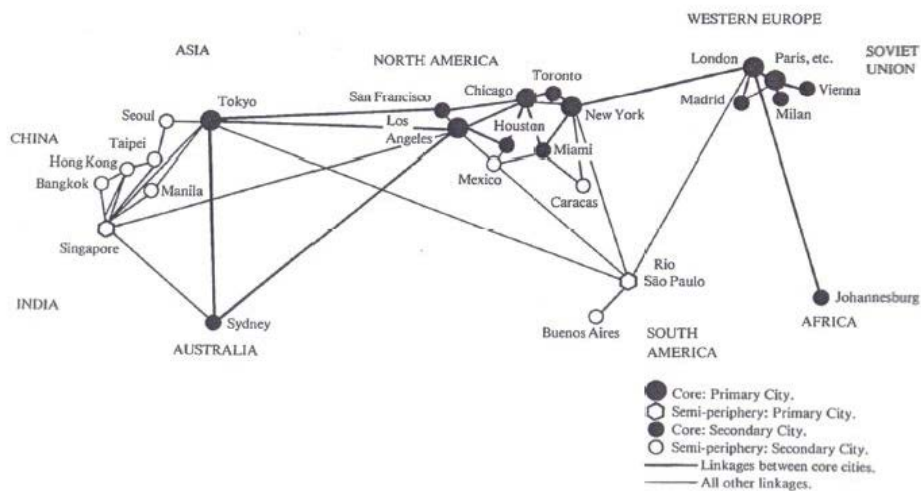 WESTERN EUROPE
ASIA
NORTH AMERICA
Toronto
London
Paris, etc.
SOVIET
UNION
Chicago
San Francisco
Tokyo
Seoul
Los
Angeles
Houstan
New York
Madrid
Vienna
Milan
CHINA
Taipei
Hong Kong
Miami
Bangkok
Manila
Mexico
Caracas
Singapore
Rio
São Paulo
INDIA
Sydney
Johannesburg
AUSTRALIA
Buenos Aires
SOUTH
AMERICA
AFRICA
Core: Primary City.
Semi-periphery: Primary City.
Core: Secondary City.
Semi-periphery: Secondary City.
Linkages between core cities.
All other linkages.